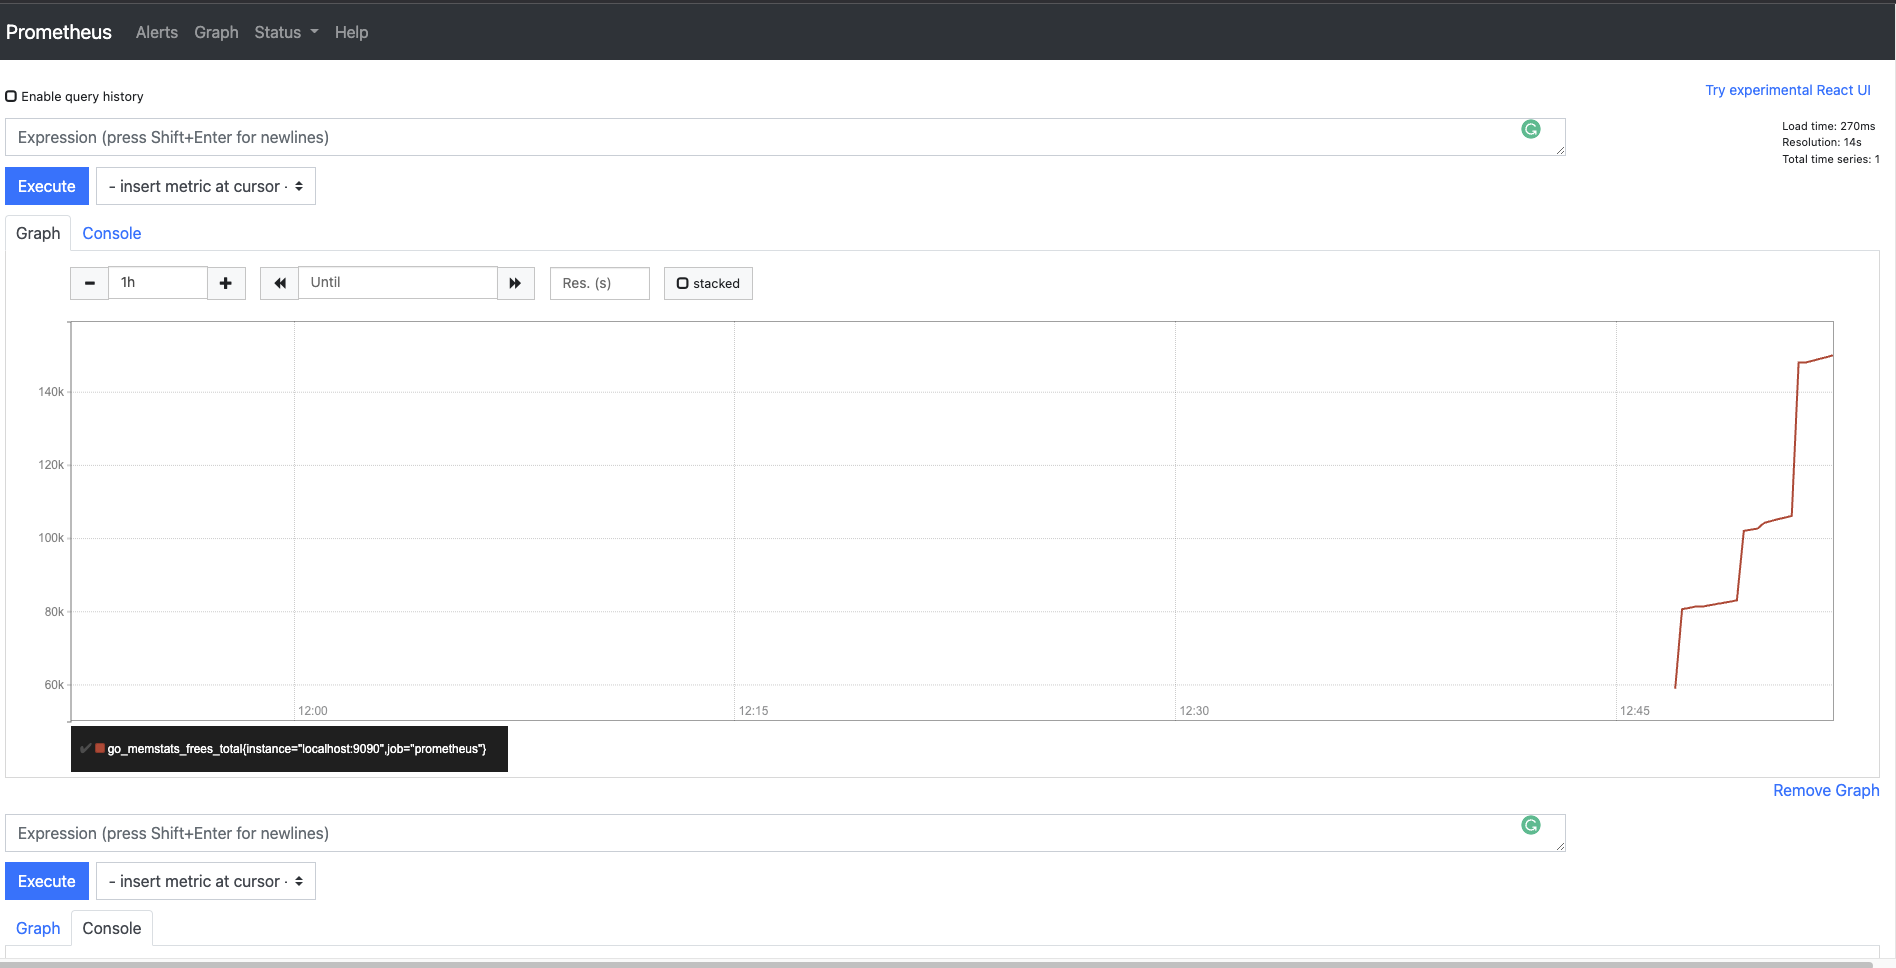 Prometheus Alerts Graph Status Help
Enable query history
Try experimental React UI
Expression (press Shift+Enter for newlines)
Load time: 270ms
Resolution: 14s
Total time series: 1
Execute
- insert metric at cursor -
Graph Console
1h
Until
Res. (s)
stacked
140k
120k
100k
80k
60k
12:00
12:15
12:30
12:45
go_memstats_frees_total{instance="localhost:9090",job="prometheus"}
Remove Graph
Expression (press Shift+Enter for newlines)
Execute
- insert metric at cursor -
Graph Console